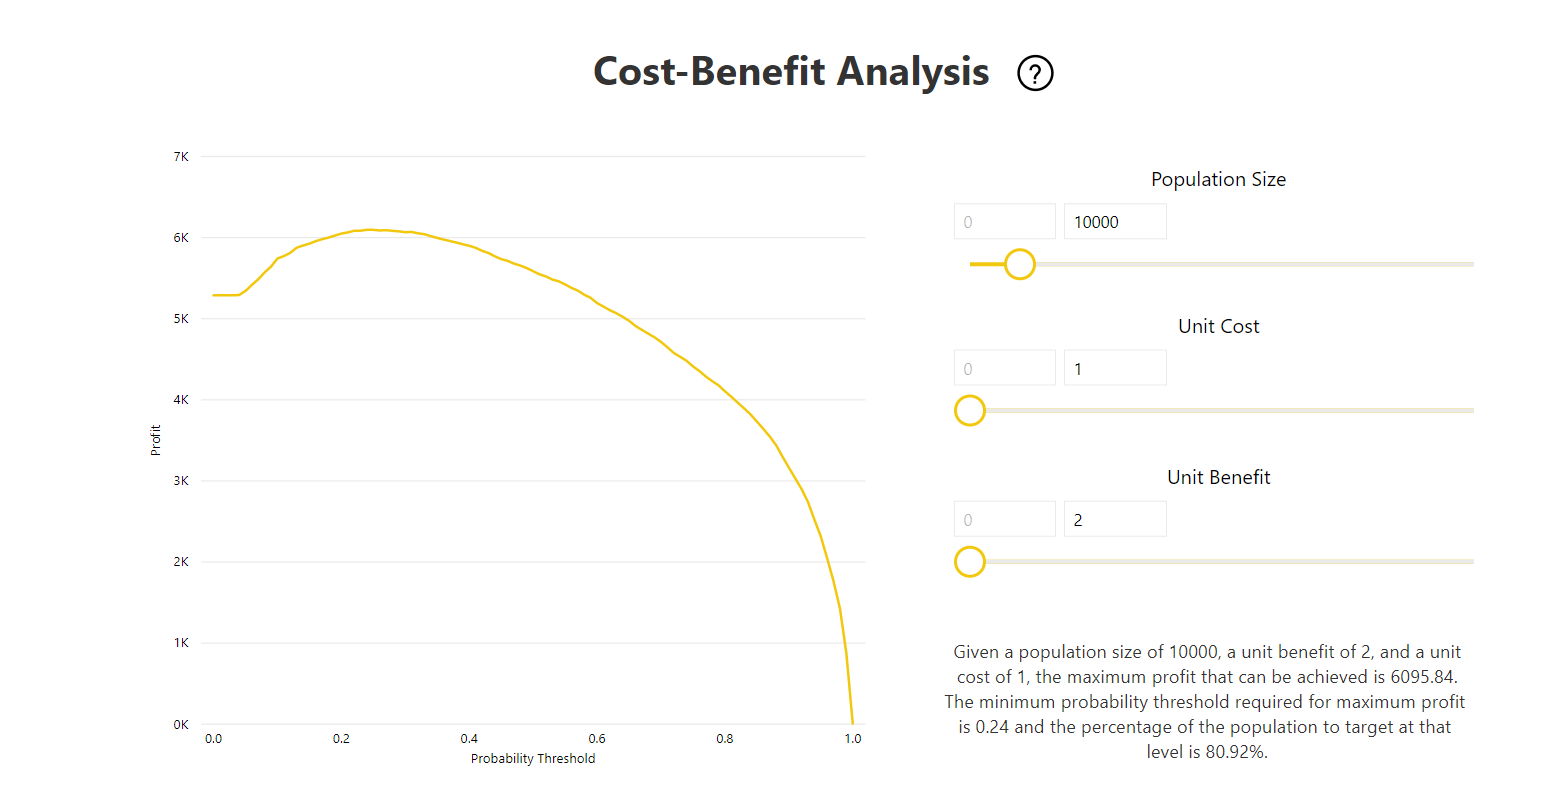 Cost-Benefit Analysis ?
7K
6K
5K
4K
3K
2K
1K
0K
Profit
0.0 0.2 0.4 0.6 0.8 1.0
Probability Threshold
Population Size
0 10000
Unit Cost
0 1
Unit Benefit
0 2
Given a population size of 10000, a unit benefit of 2, and a unit
cost of 1, the maximum profit that can be achieved is 6095.84.
The minimum probability threshold required for maximum profit
is 0.24 and the percentage of the population to target at that
level is 80.92%.